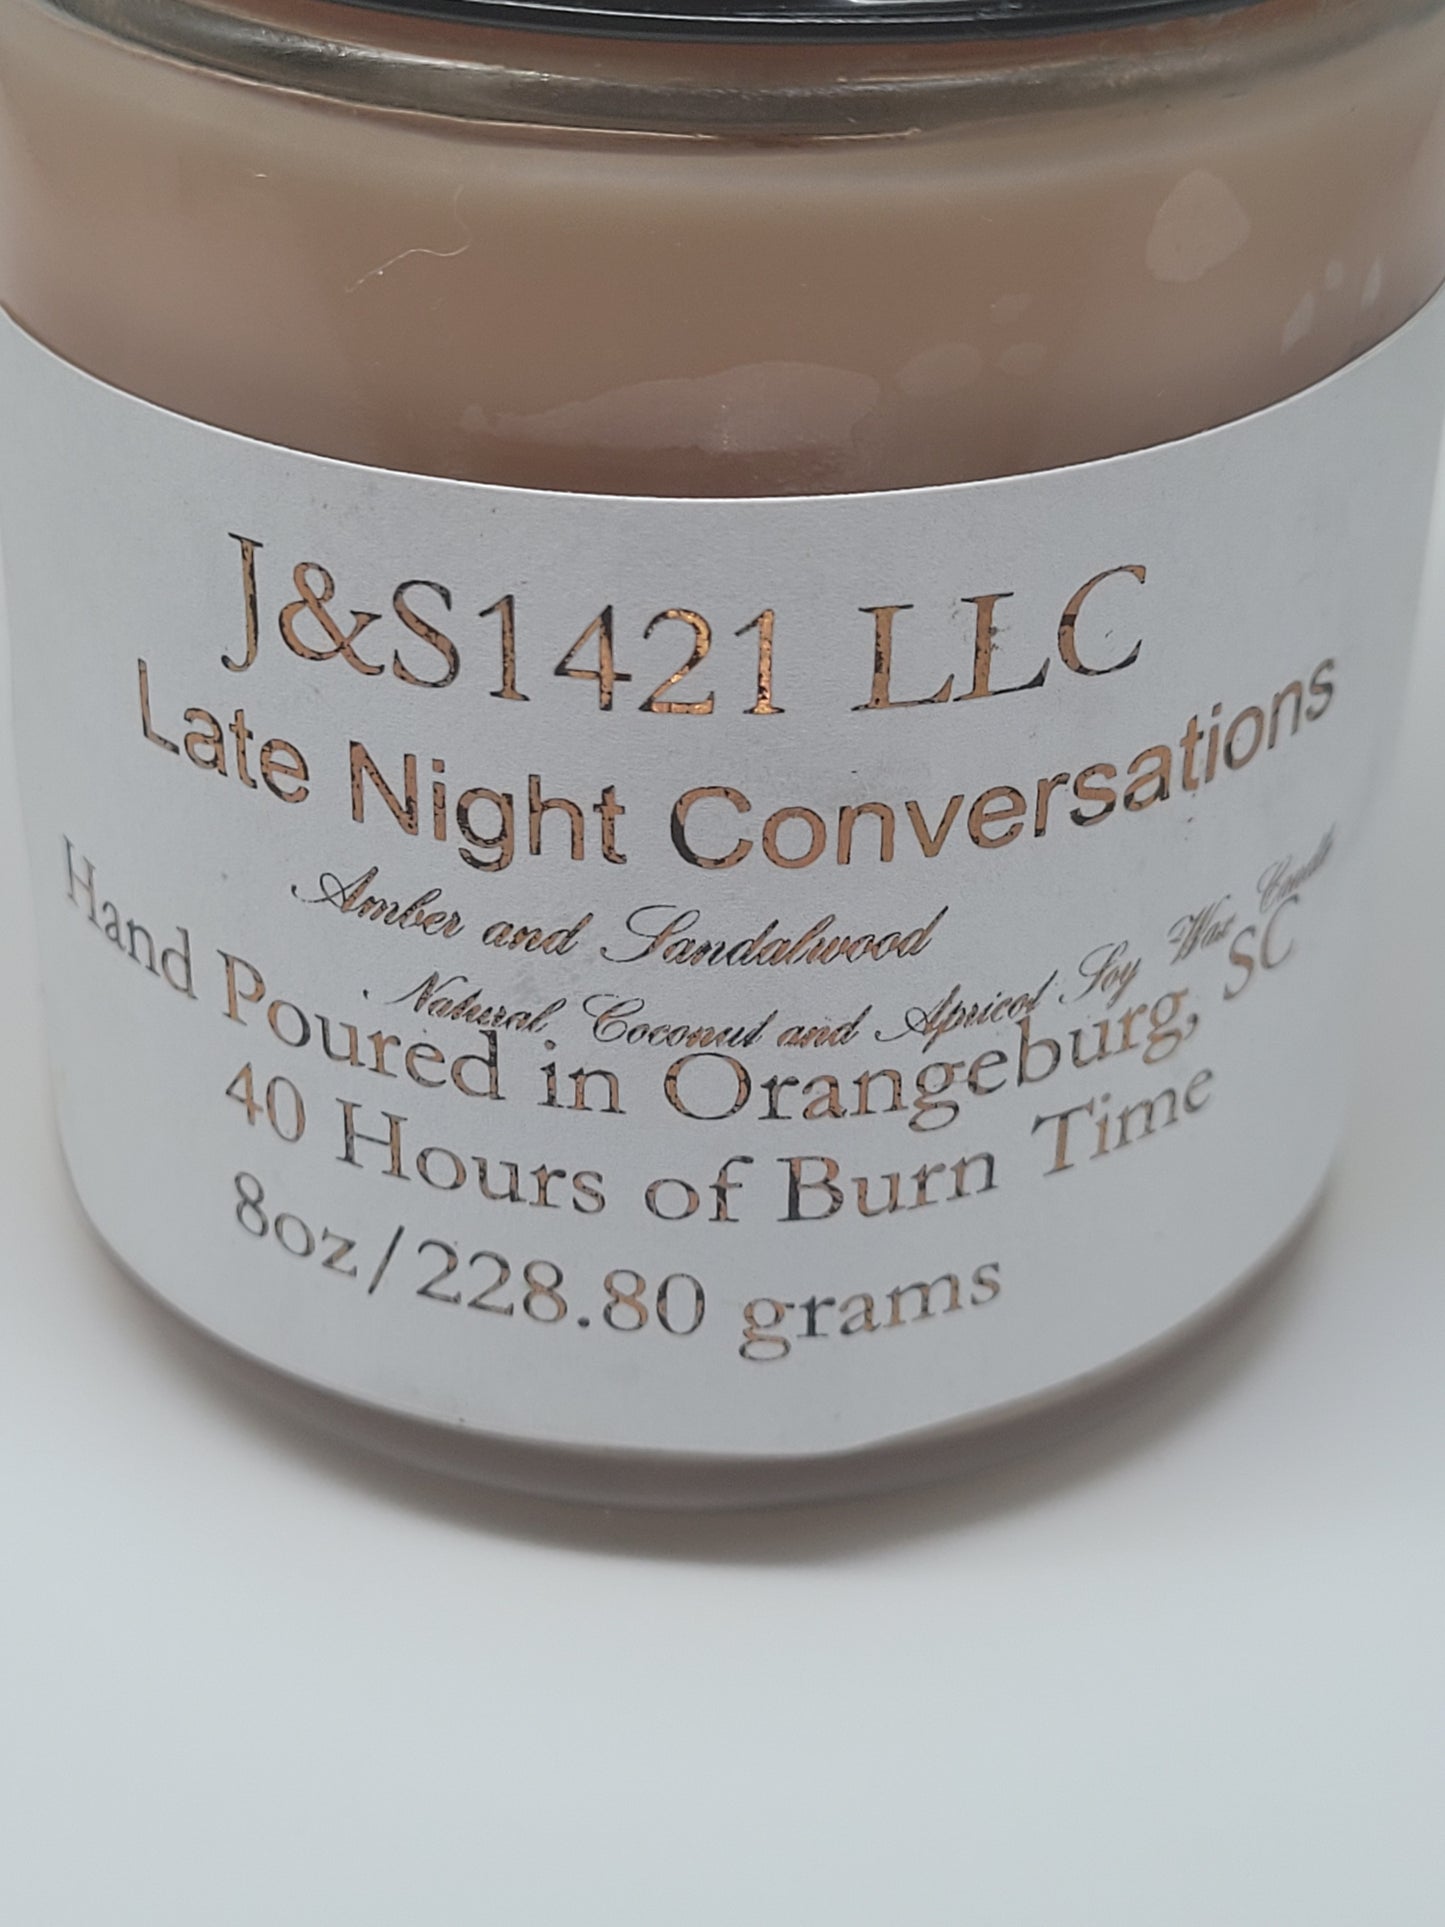 J&S1421 LLC
Late Night Conversations
Amber and Sandalwood
Natural Coconut and Apricot Soy Wax Candle
Hand Poured in Orangeburg, SC
40 Hours of Burn Time
8oz/228.80 grams